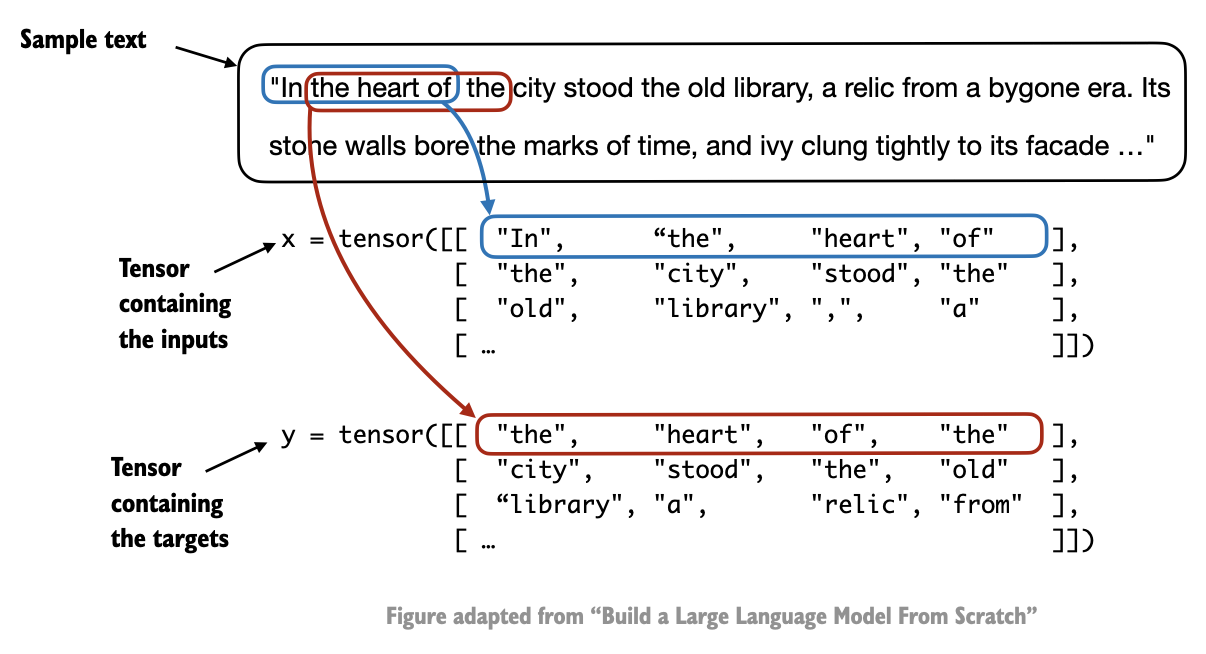 Sample text
"In the heart of the city stood the old library, a relic from a bygone era. Its
stone walls bore the marks of time, and ivy clung tightly to its facade …"
x = tensor([[ "In", “the", "heart", "of" ],
[ "the", "city", "stood", "the" ],
[ "old", "library", ",", "a" ],
[ … ]])
Tensor
containing
the inputs
y = tensor([[ "the", "heart", "of", "the" ],
[ "city", "stood", "the", "old" ],
[ “library", "a", "relic", "from" ],
[ … ]])
Tensor
containing
the targets
Figure adapted from “Build a Large Language Model From Scratch”